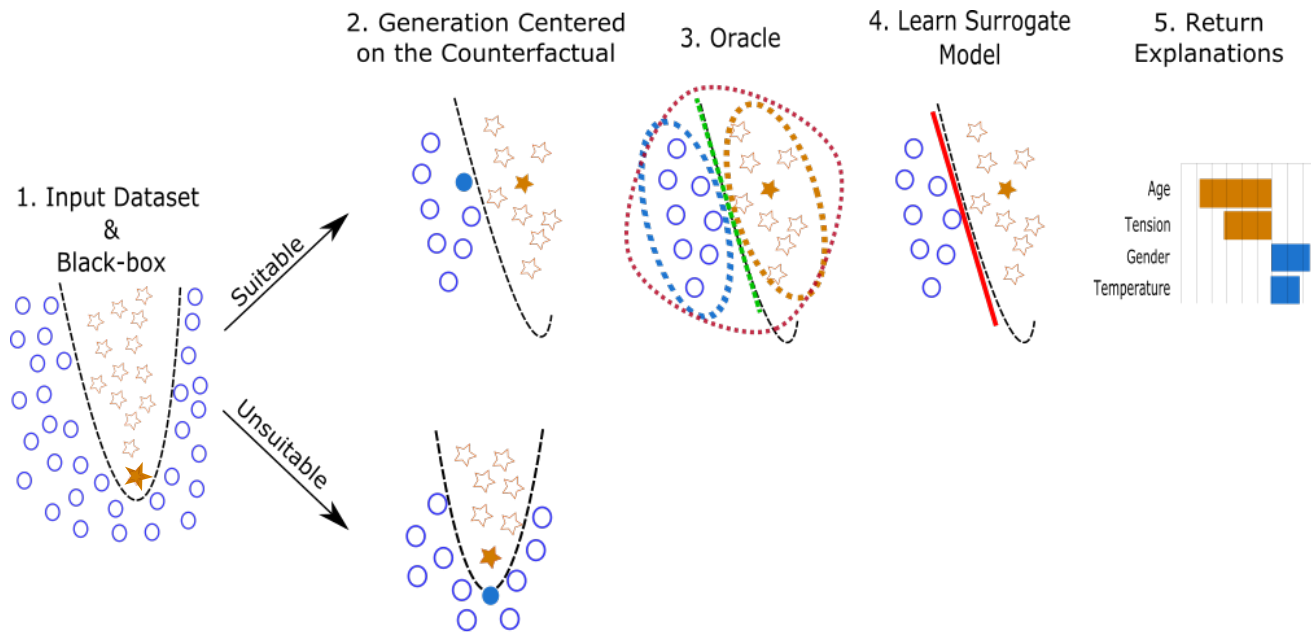 1. Input Dataset
&
Black-box
Suitable
Unsuitable
2. Generation Centered
on the Counterfactual
3. Oracle
4. Learn Surrogate
Model
5. Return
Explanations
Age
Tension
Gender
Temperature